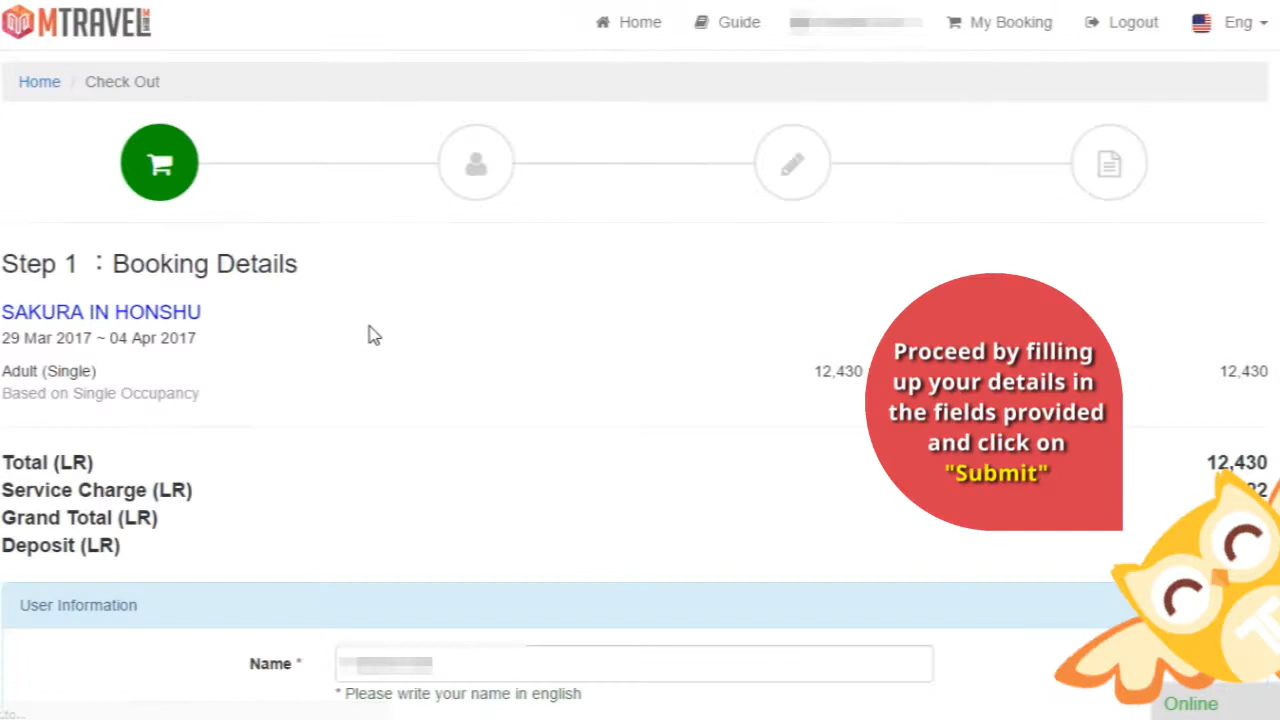 MTRAVEL
Home
Guide
My Booking
Logout
Eng
Home / Check Out
Step 1 : Booking Details
SAKURA IN HONSHU
29 Mar 2017 ~ 04 Apr 2017
Adult (Single) 12,430 12,430
Based on Single Occupancy
Proceed by filling
up your details in
the fields provided
and click on
"Submit"
Total (LR) 12,430
Service Charge (LR)
Grand Total (LR)
Deposit (LR)
User Information
Name *
* Please write your name in english
Online